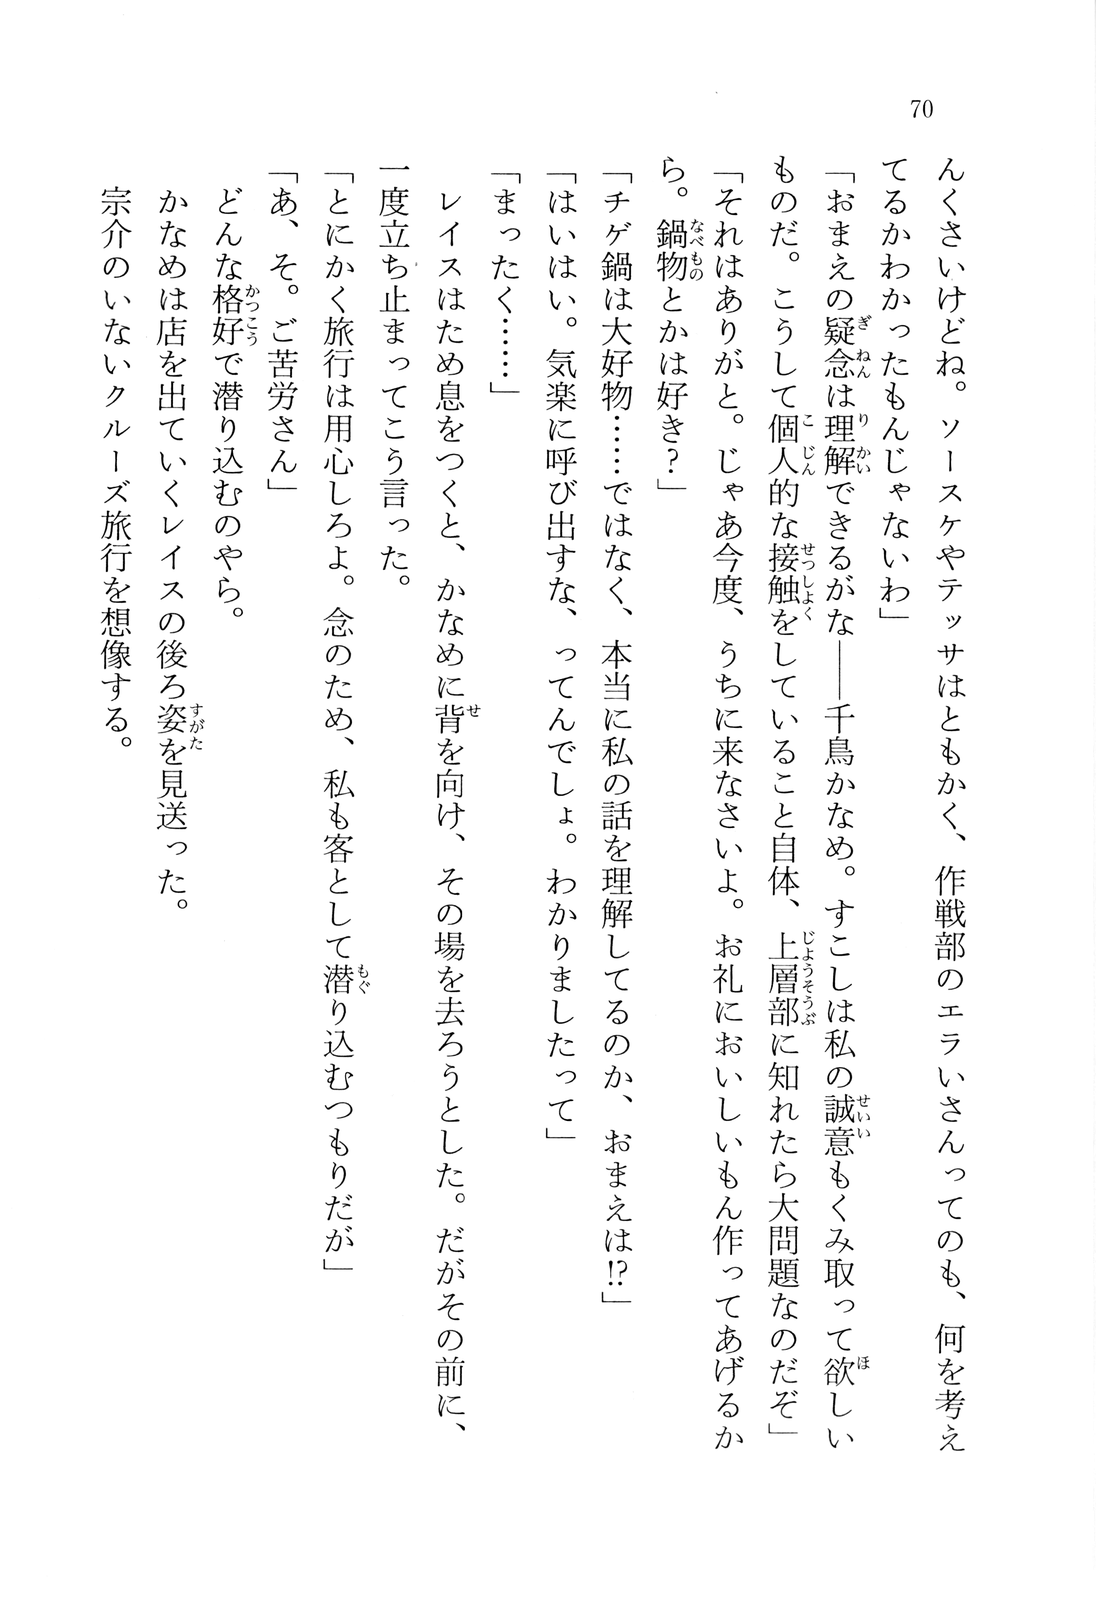 70
んくさいけどね。ソースケやテッサはともかく、作戦部のエラいさんってのも、何を考え
てるかわかったもんじゃないわ」
「おまえの疑念は理解できるがな――千鳥かなめ。すこしは私の誠意もくみ取って欲しい
ものだ。こうして個人的な接触をしていること自体、上層部に知れたら大問題なのだぞ」
「それはありがと。じゃあ今度、うちに来なさいよ。お礼においしいもん作ってあげるか
ら。鍋物とかは好き?」
「チゲ鍋は大好物……ではなく、本当に私の話を理解してるのか、おまえは!?」
「はいはい。気楽に呼び出すな、ってんでしょ。わかりましたって」
「まったく……」
レイスはため息をつくと、かなめに背を向け、その場を去ろうとした。だがその前に、
一度立ち止まってこう言った。
「とにかく旅行は用心しろよ。念のため、私も客として潜り込むつもりだが」
「あ、そ。ご苦労さん」
どんな格好で潜り込むのやら。
かなめは店を出ていくレイスの後ろ姿を見送った。
宗介のいないクルーズ旅行を想像する。